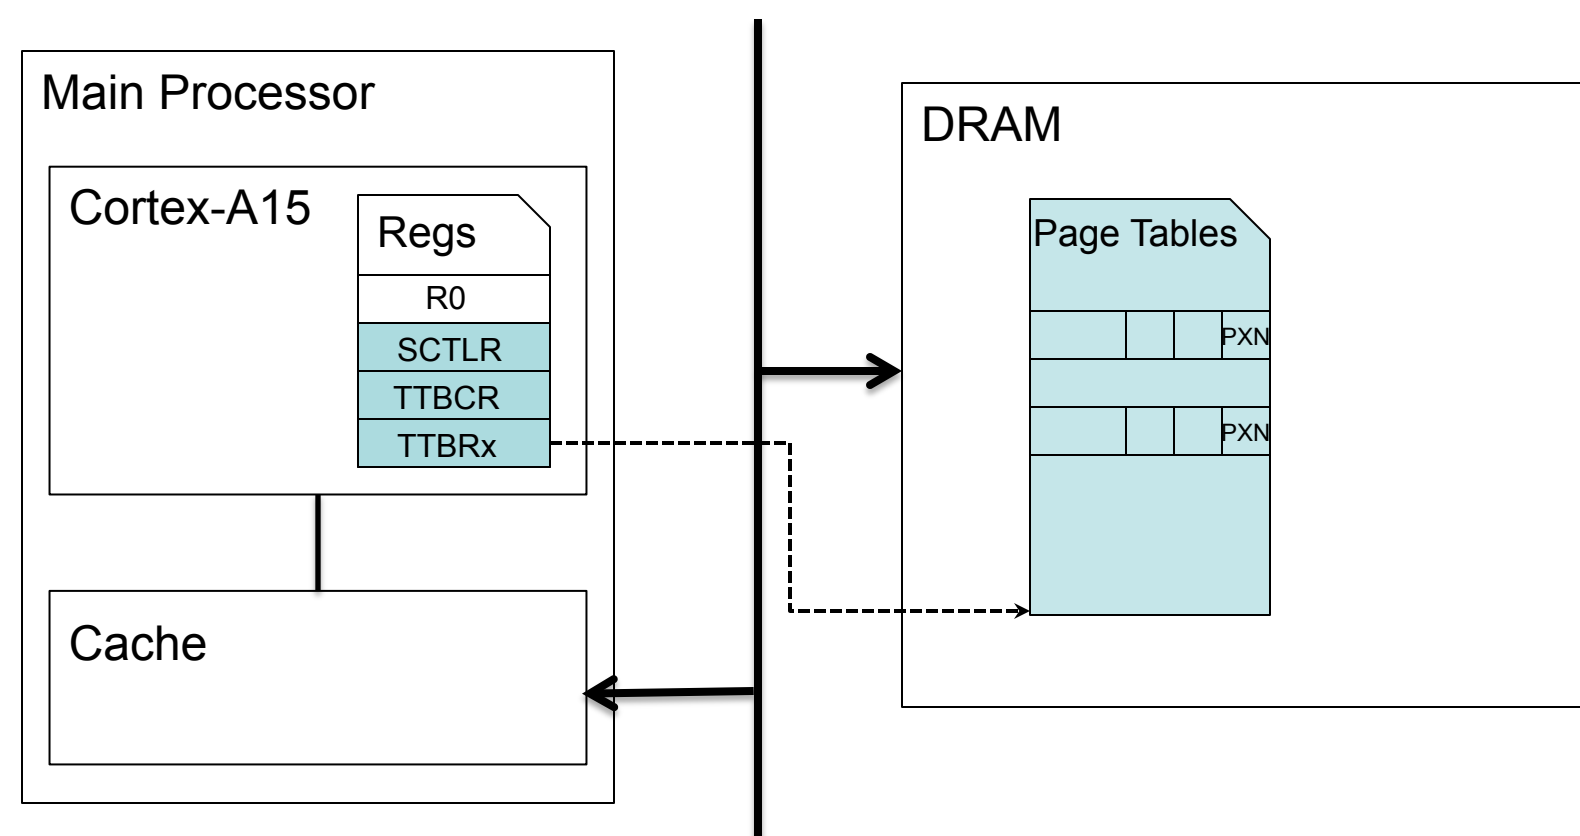 Main Processor
Cortex-A15
Regs
R0
SCTLR
TTBCR
TTBRx
Cache
DRAM
Page Tables
PXN
PXN